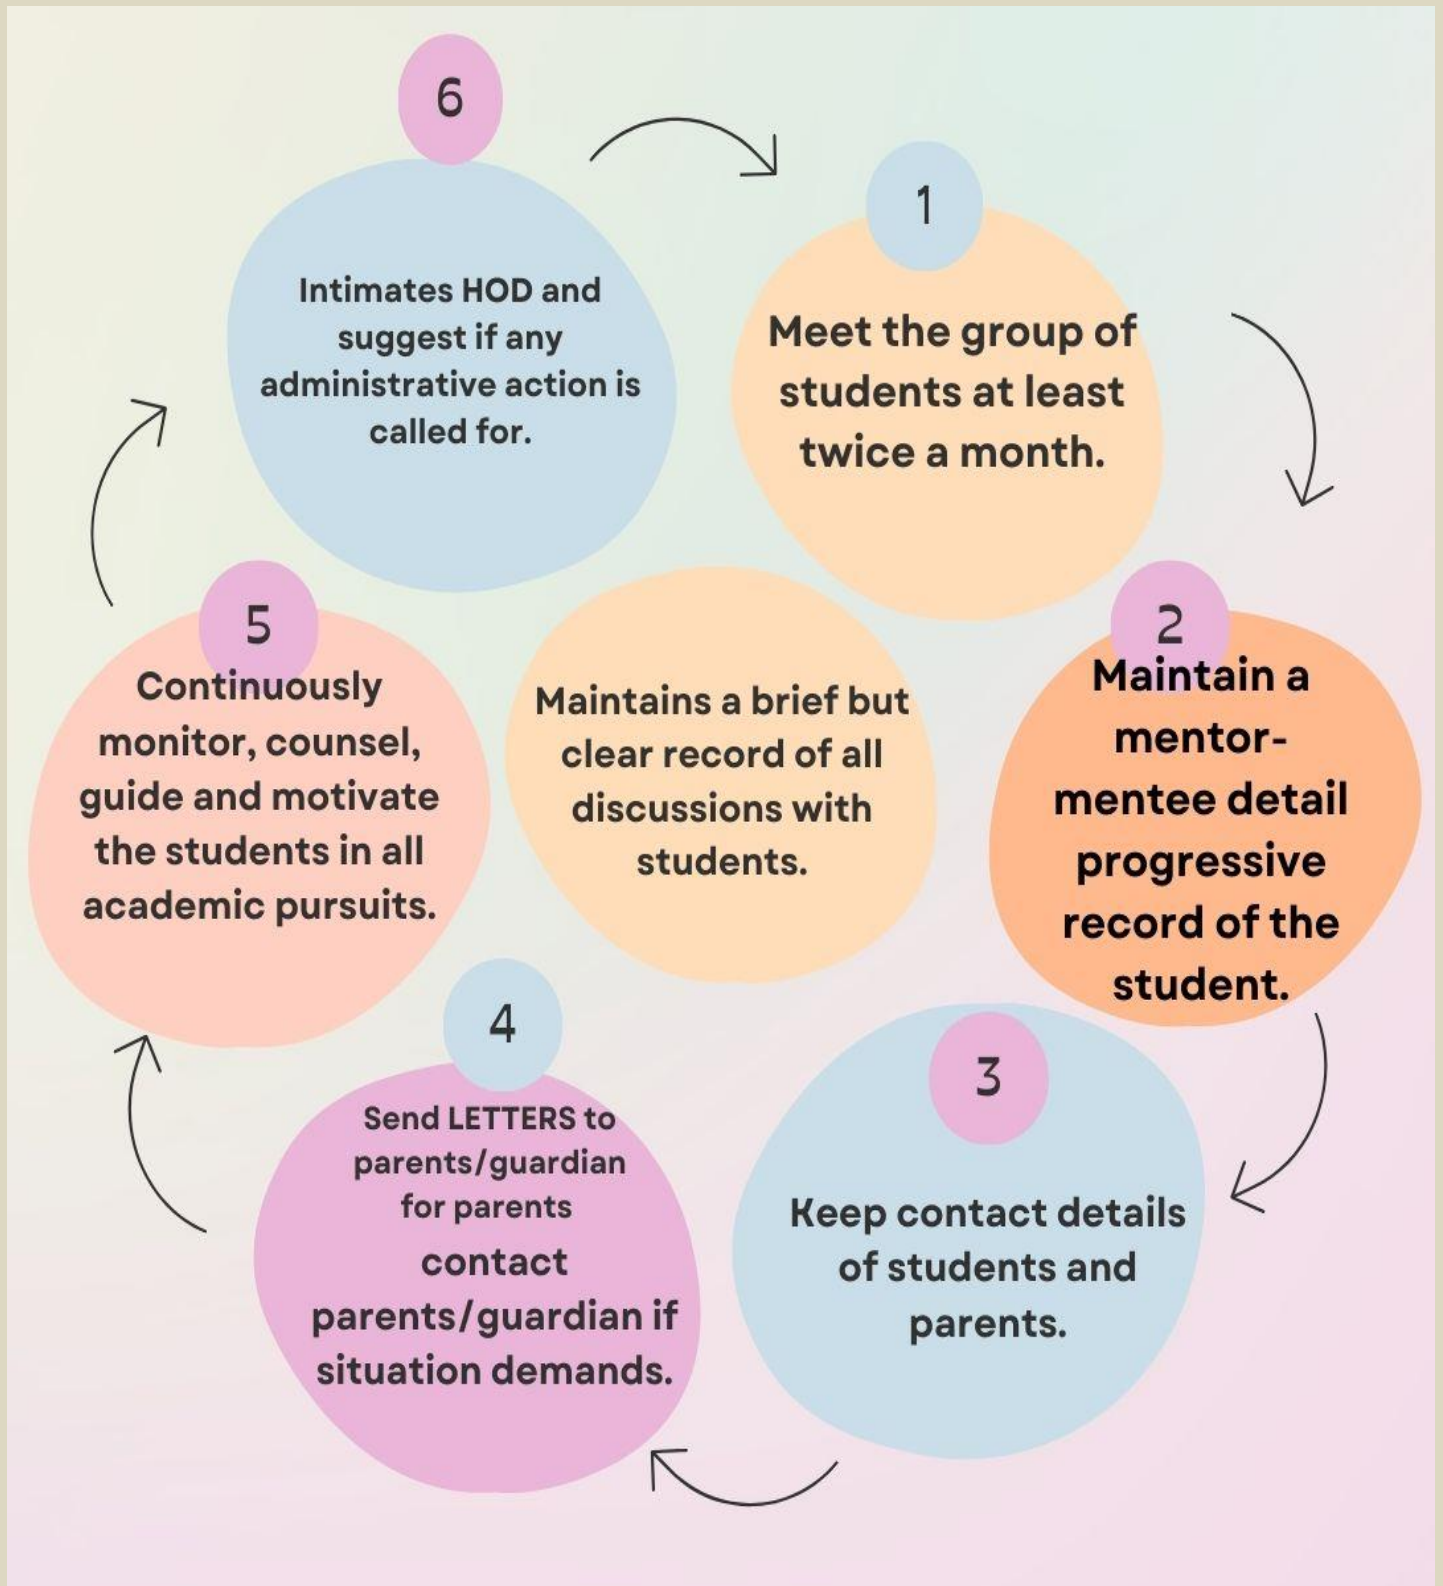 6
Intimates HOD and
suggest if any
administrative action is
called for.
1
Meet the group of
students at least
twice a month.
2
Maintain a
mentor-
mentee detail
progressive
record of the
student.
3
Keep contact details
of students and
parents.
4
Send LETTERS to
parents/guardian
for parents
contact
parents/guardian if
situation demands.
5
Continuously
monitor, counsel,
guide and motivate
the students in all
academic pursuits.
Maintains a brief but
clear record of all
discussions with
students.